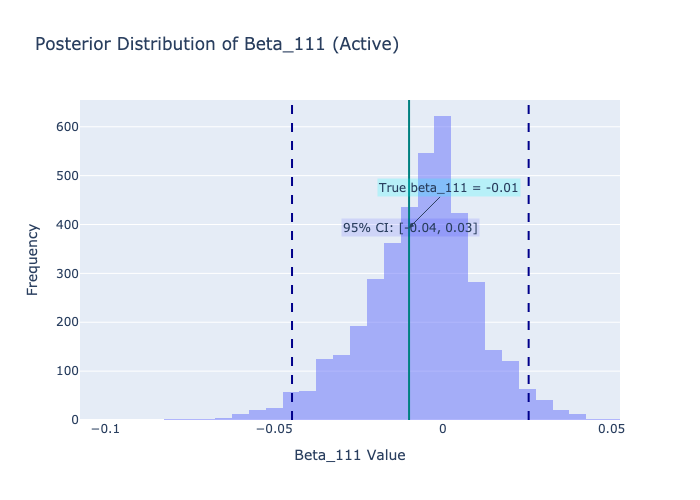 Posterior Distribution of Beta_111 (Active)
600
500
True beta_111 = -0.01
400
95% CI: [-0.04, 0.03]
300
200
100
0
Frequency
−0.1
−0.05
0
0.05
Beta_111 Value